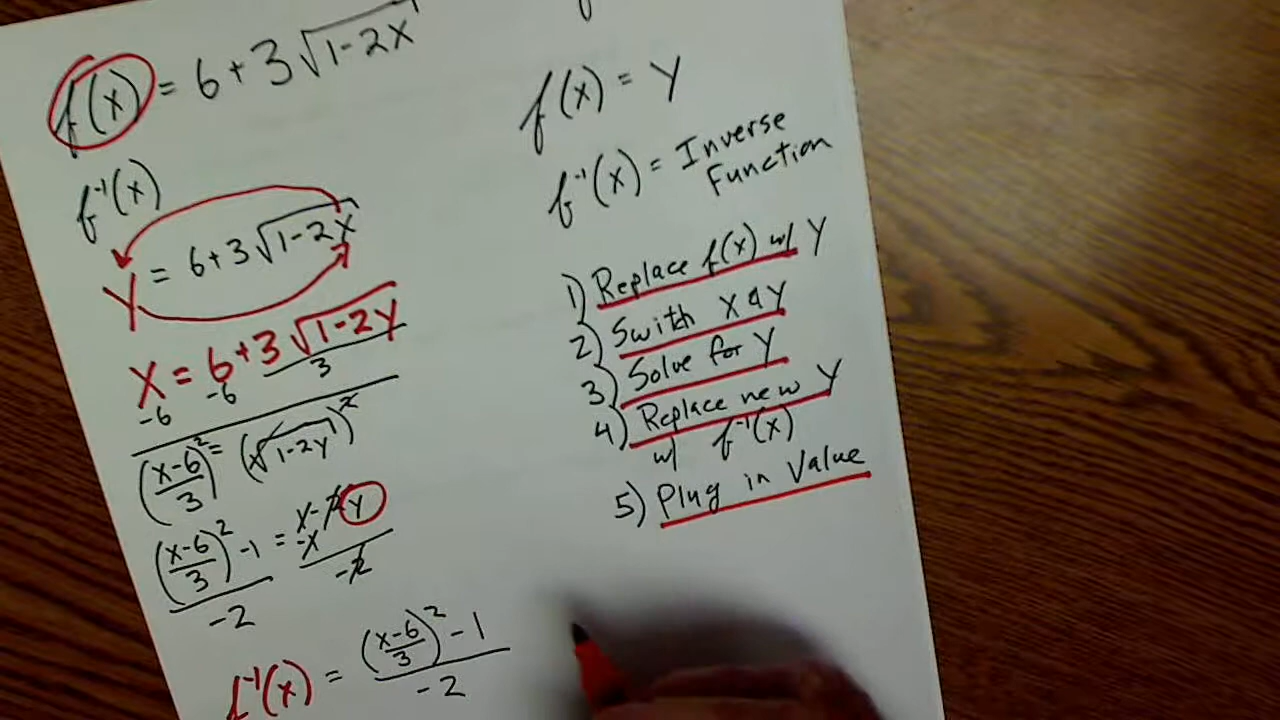 f(x) = 6 + 3√(1-2x)
f⁻¹(x)
Y = 6 + 3√(1-2x)
X = 6 + 3√(1-2Y)
-6 -6 3
((x-6)/3)² = (√(1-2Y))²
((x-6)/3)² -1 = 1-2Y
-1
-2 -2
f⁻¹(x) = (((x-6)/3)² - 1)/-2
f(x) = Y
f⁻¹(x) = Inverse
Function
1) Replace f(x) w/ Y
2) Swith X & Y
3) Solve for Y
4) Replace new Y
w/ f⁻¹(x)
5) Plug in Value